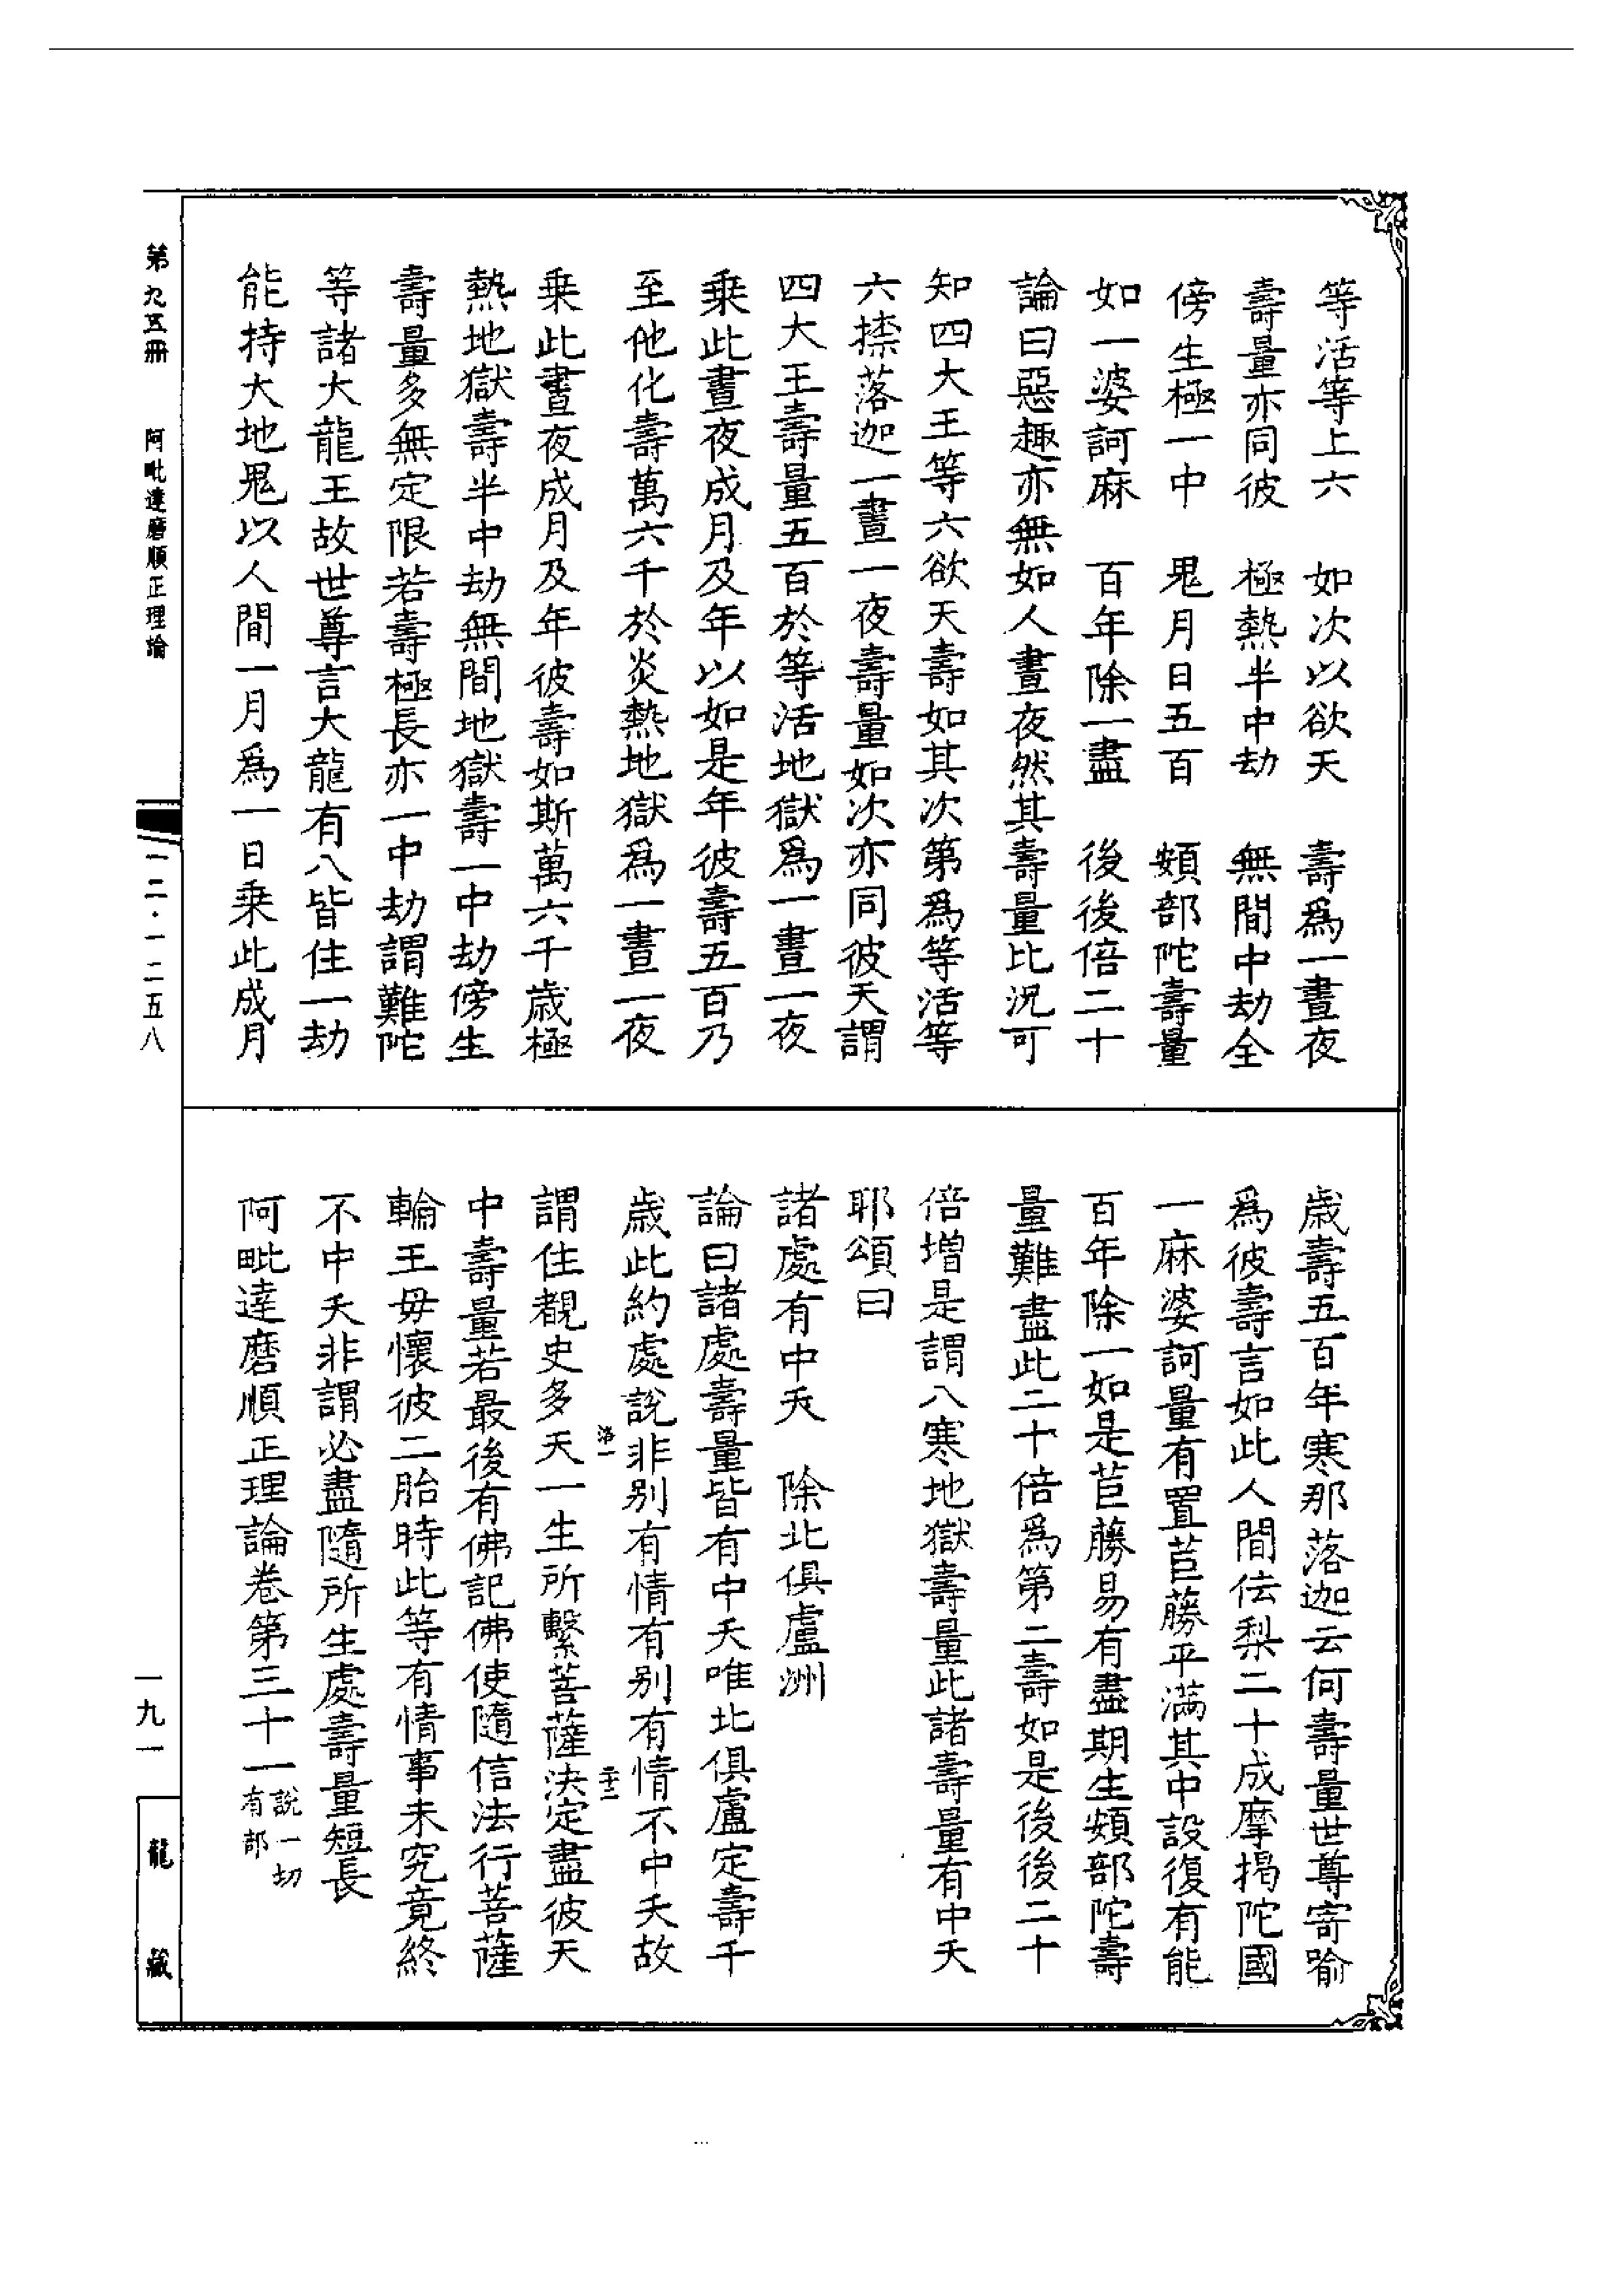 等活等上六　如次以欲天　壽爲一晝夜
壽量亦同彼　極熱半中劫　無間中劫全
傍生極一中　鬼月日五百　頞部陀壽量
如一婆訶麻　百年除一盡　後後倍二十
論曰惡趣亦無如人晝夜然其壽量比況可
知四大王等六欲天壽如其次第爲等活等
六捺落迦一晝一夜壽量如次亦同彼天謂
四大王壽量五百於等活地獄爲一晝一夜
乘此晝夜成月及年以如是年彼壽五百乃
至他化壽萬六千於炎熱地獄爲一晝一夜
乘此晝夜成月及年彼壽如斯萬六千歲極
熱地獄壽半中劫無間地獄壽一中劫傍生
壽量多無定限若壽極長亦一中劫謂難陀
等諸大龍王故世尊言大龍有八皆住一劫
能持大地鬼以人間一月爲一日乘此成月
歲壽五百年寒那落迦云何壽量世尊寄喻
爲彼壽言如此人間佉梨二十成摩揭陀國
一麻婆訶量有置苣藤平滿其中設復有能
百年除一如是苣藤易有盡期生頞部陀壽
量難盡此二十倍爲第二壽如是後後二十
倍增是謂八寒地獄壽量此諸壽量有中夭
耶頌曰
諸處有中夭　除北俱盧洲
論曰諸處壽量皆有中夭唯北俱盧定壽千
歲此約處說非別有情有別有情不中夭故
洛一　二十三
謂住覩史多天一生所繫菩薩決定盡彼天
中壽量若最後有佛記佛使隨信法行菩薩
輪王毋懷彼二胎時此等有情事未究竟終
不中夭非謂必盡隨所生處壽量短長
阿毗達磨順正理論卷第三十一說一切有部
第九五冊　阿毗達磨順正理論　一二·一二五八　一九一　龍藏